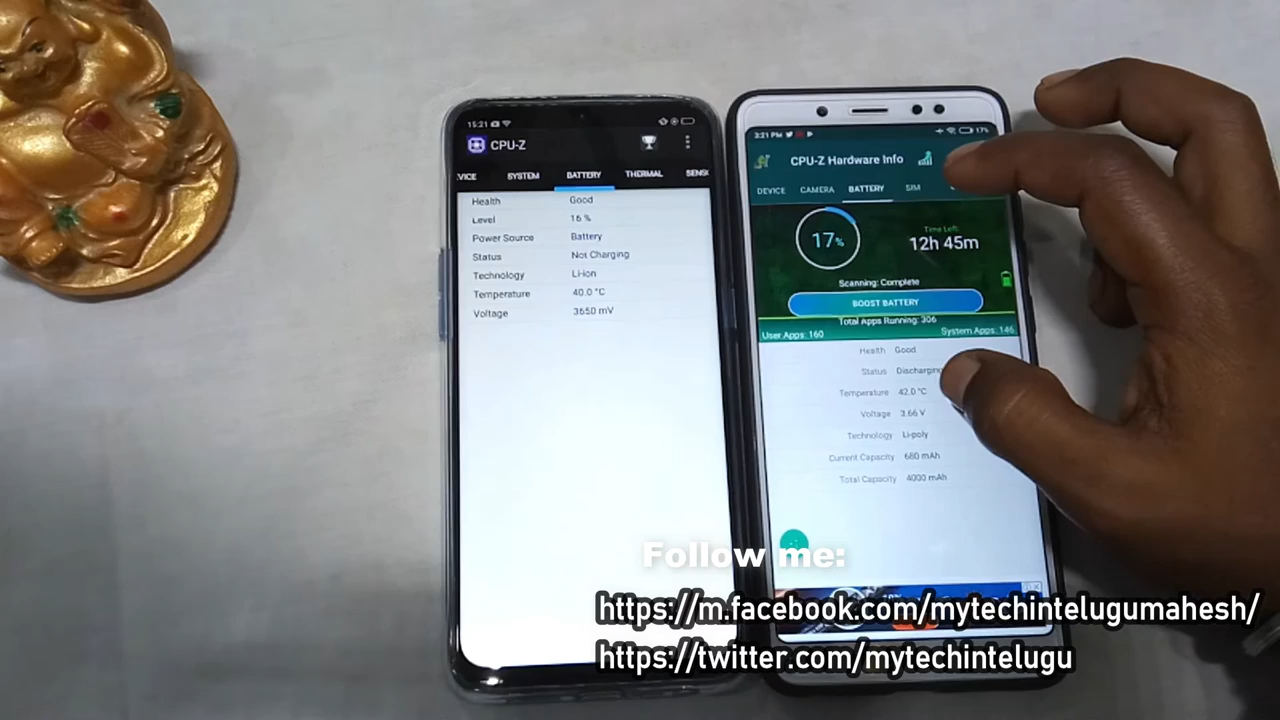 15:21
CPU-Z
VICE SYSTEM BATTERY THERMAL SENS
Health Good
Level 16 %
Power Source Battery
Status Not Charging
Technology Li-ion
Temperature 40.0 °C
Voltage 3650 mV
3:21 PM 17%
CPU-Z Hardware Info
DEVICE CAMERA BATTERY SIM
17%
Time Left:
12h 45m
Scanning: Complete
BOOST BATTERY
Total Apps Running: 306
User Apps: 160 System Apps: 146
Health Good
Status Discharging
Temperature 42.0 °C
Voltage 3.66 V
Technology Li-poly
Current Capacity 680 mAh
Total Capacity 4000 mAh
Follow me:
https://m.facebook.com/mytechintelugumahesh/
https://twitter.com/mytechintelugu